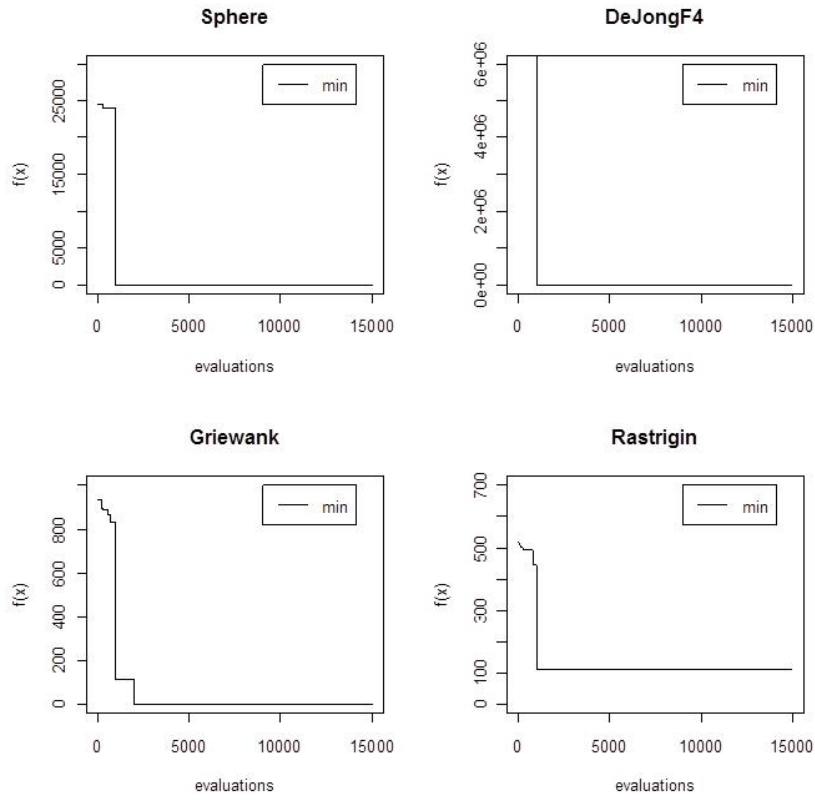 Sphere
f(x)
0
5000
15000
25000
min
0
5000
10000
15000
evaluations
DeJongF4
f(x)
0e+00
2e+06
4e+06
6e+06
min
0
5000
10000
15000
evaluations
Griewank
f(x)
0
200
400
600
800
min
0
5000
10000
15000
evaluations
Rastrigin
f(x)
0
100
300
500
700
min
0
5000
10000
15000
evaluations